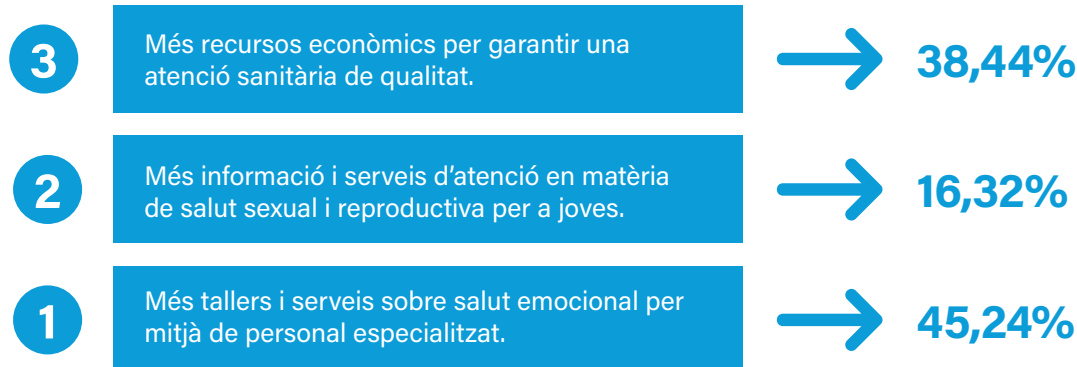 3
Més recursos econòmics per garantir una
atenció sanitària de qualitat.
38,44%
2
Més informació i serveis d'atenció en matèria
de salut sexual i reproductiva per a joves.
16,32%
1
Més tallers i serveis sobre salut emocional per
mitjà de personal especialitzat.
45,24%